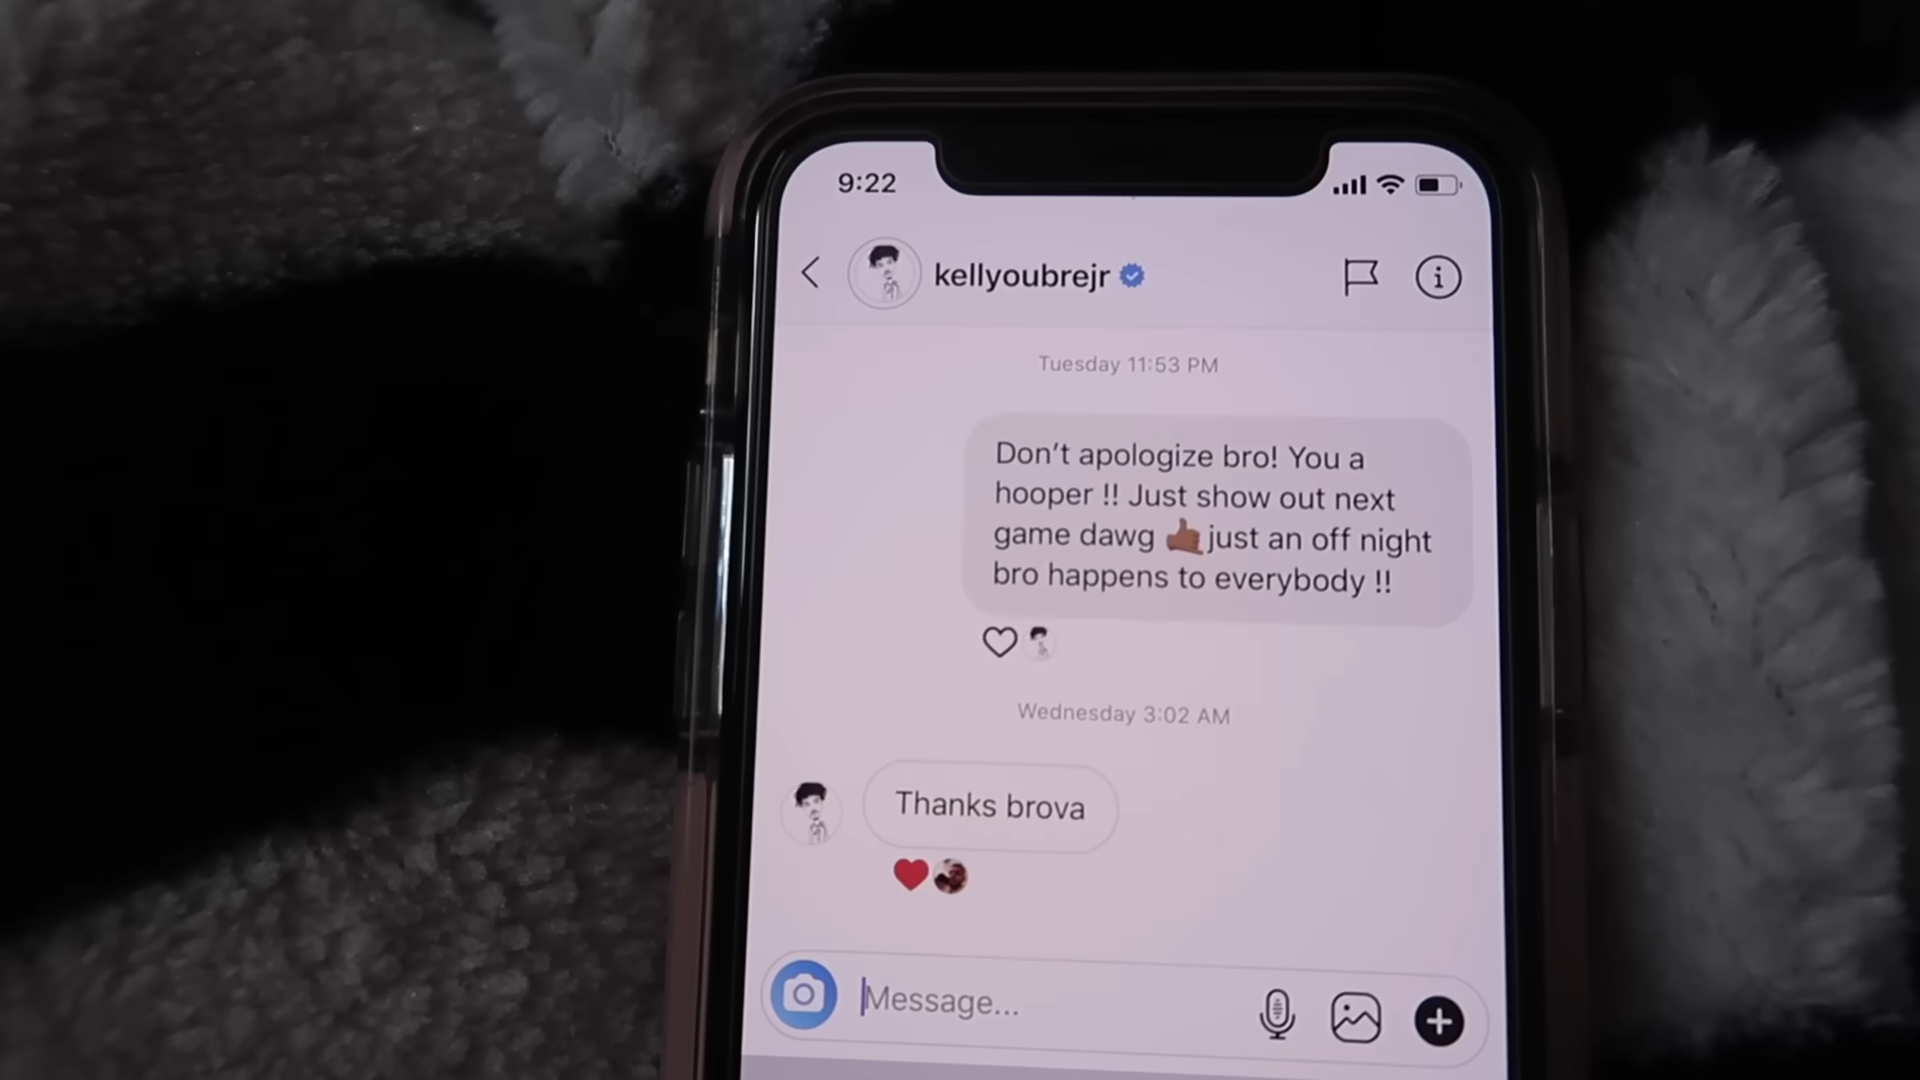 9:22
kellyoubrejr
Tuesday 11:53 PM
Don't apologize bro! You a
hooper !! Just show out next
game dawg 🤙🏾just an off night
bro happens to everybody !!
Wednesday 3:02 AM
Thanks brova
Message...